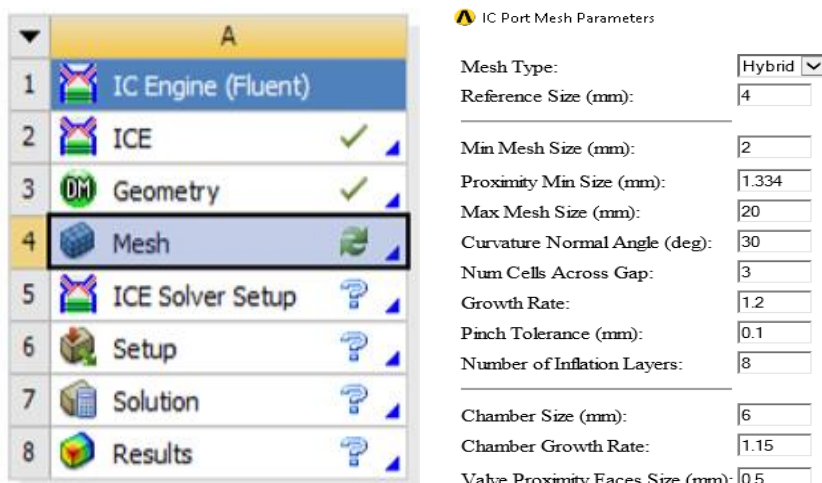 A
1 IC Engine (Fluent)
2 ICE
3 DM Geometry
4 Mesh
5 ICE Solver Setup ?
6 Setup ?
7 Solution ?
8 Results ?
IC Port Mesh Parameters
Mesh Type: Hybrid
Reference Size (mm): 4
Min Mesh Size (mm): 2
Proximity Min Size (mm): 1.334
Max Mesh Size (mm): 20
Curvature Normal Angle (deg): 30
Num Cells Across Gap: 3
Growth Rate: 1.2
Pinch Tolerance (mm): 0.1
Number of Inflation Layers: 8
Chamber Size (mm): 6
Chamber Growth Rate: 1.15
Valve Proximity Faces Size (mm): 0.5